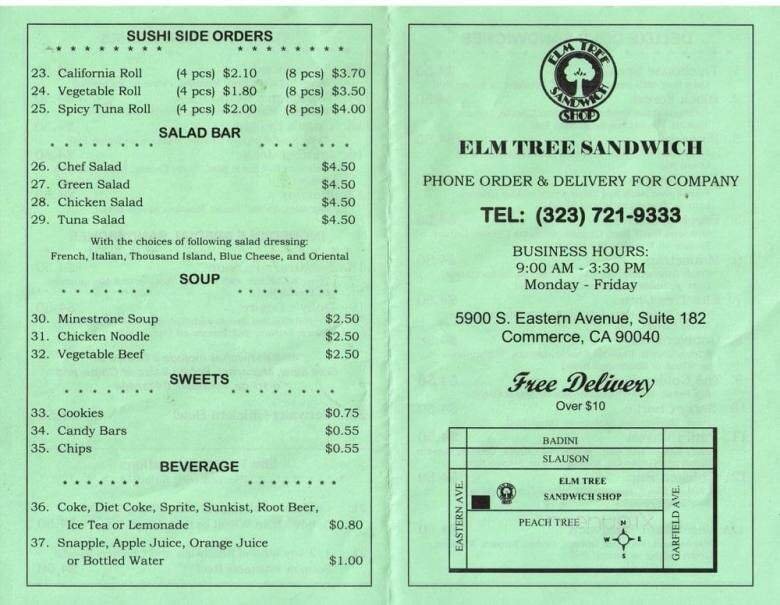 SUSHI SIDE ORDERS
* * * * * * * * * * * * * * * *
23. California Roll (4 pcs) $2.10 (8 pcs) $3.70
24. Vegetable Roll (4 pcs) $1.80 (8 pcs) $3.50
25. Spicy Tuna Roll (4 pcs) $2.00 (8 pcs) $4.00
SALAD BAR
* * * * * * * * * * * * * * *
26. Chef Salad $4.50
27. Green Salad $4.50
28. Chicken Salad $4.50
29. Tuna Salad $4.50
With the choices of following salad dressing:
French, Italian, Thousand Island, Blue Cheese, and Oriental
SOUP
* * * * * * * * * * * * * * *
30. Minestrone Soup $2.50
31. Chicken Noodle $2.50
32. Vegetable Beef $2.50
SWEETS
* * * * * * * * * * * * * * *
33. Cookies $0.75
34. Candy Bars $0.55
35. Chips $0.55
BEVERAGE
* * * * * * * * * * * * * * *
36. Coke, Diet Coke, Sprite, Sunkist, Root Beer,
Ice Tea or Lemonade $0.80
37. Snapple, Apple Juice, Orange Juice
or Bottled Water $1.00
ELM TREE
SANDWICH
SHOP
ELM TREE SANDWICH
PHONE ORDER & DELIVERY FOR COMPANY
TEL: (323) 721-9333
BUSINESS HOURS:
9:00 AM - 3:30 PM
Monday - Friday
5900 S. Eastern Avenue, Suite 182
Commerce, CA 90040
Free Delivery
Over $10
BADINI
SLAUSON
EASTERN AVE.
ELM TREE
SANDWICH SHOP
PEACH TREE
N
W E
S
GARFIELD AVE.